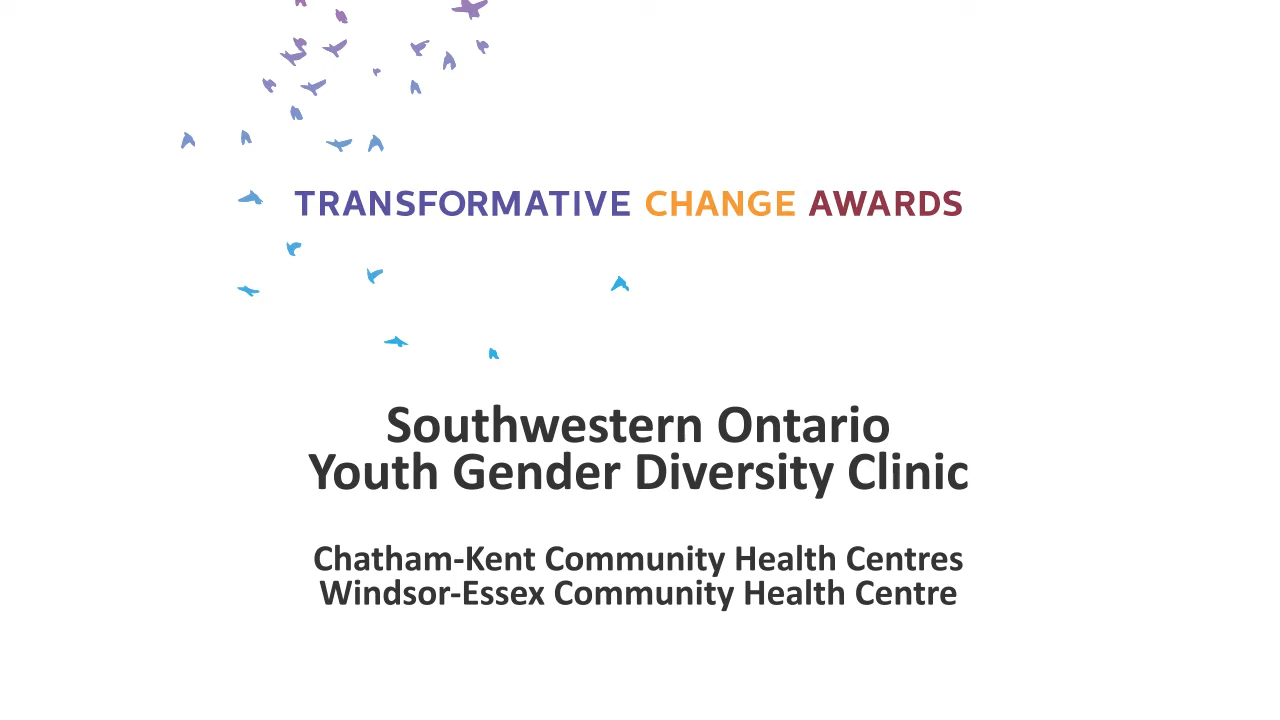 TRANSFORMATIVE CHANGE AWARDS
Southwestern Ontario
Youth Gender Diversity Clinic
Chatham-Kent Community Health Centres
Windsor-Essex Community Health Centre